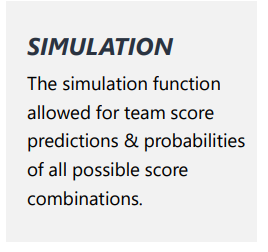 SIMULATION
The simulation function
allowed for team score
predictions & probabilities
of all possible score
combinations.